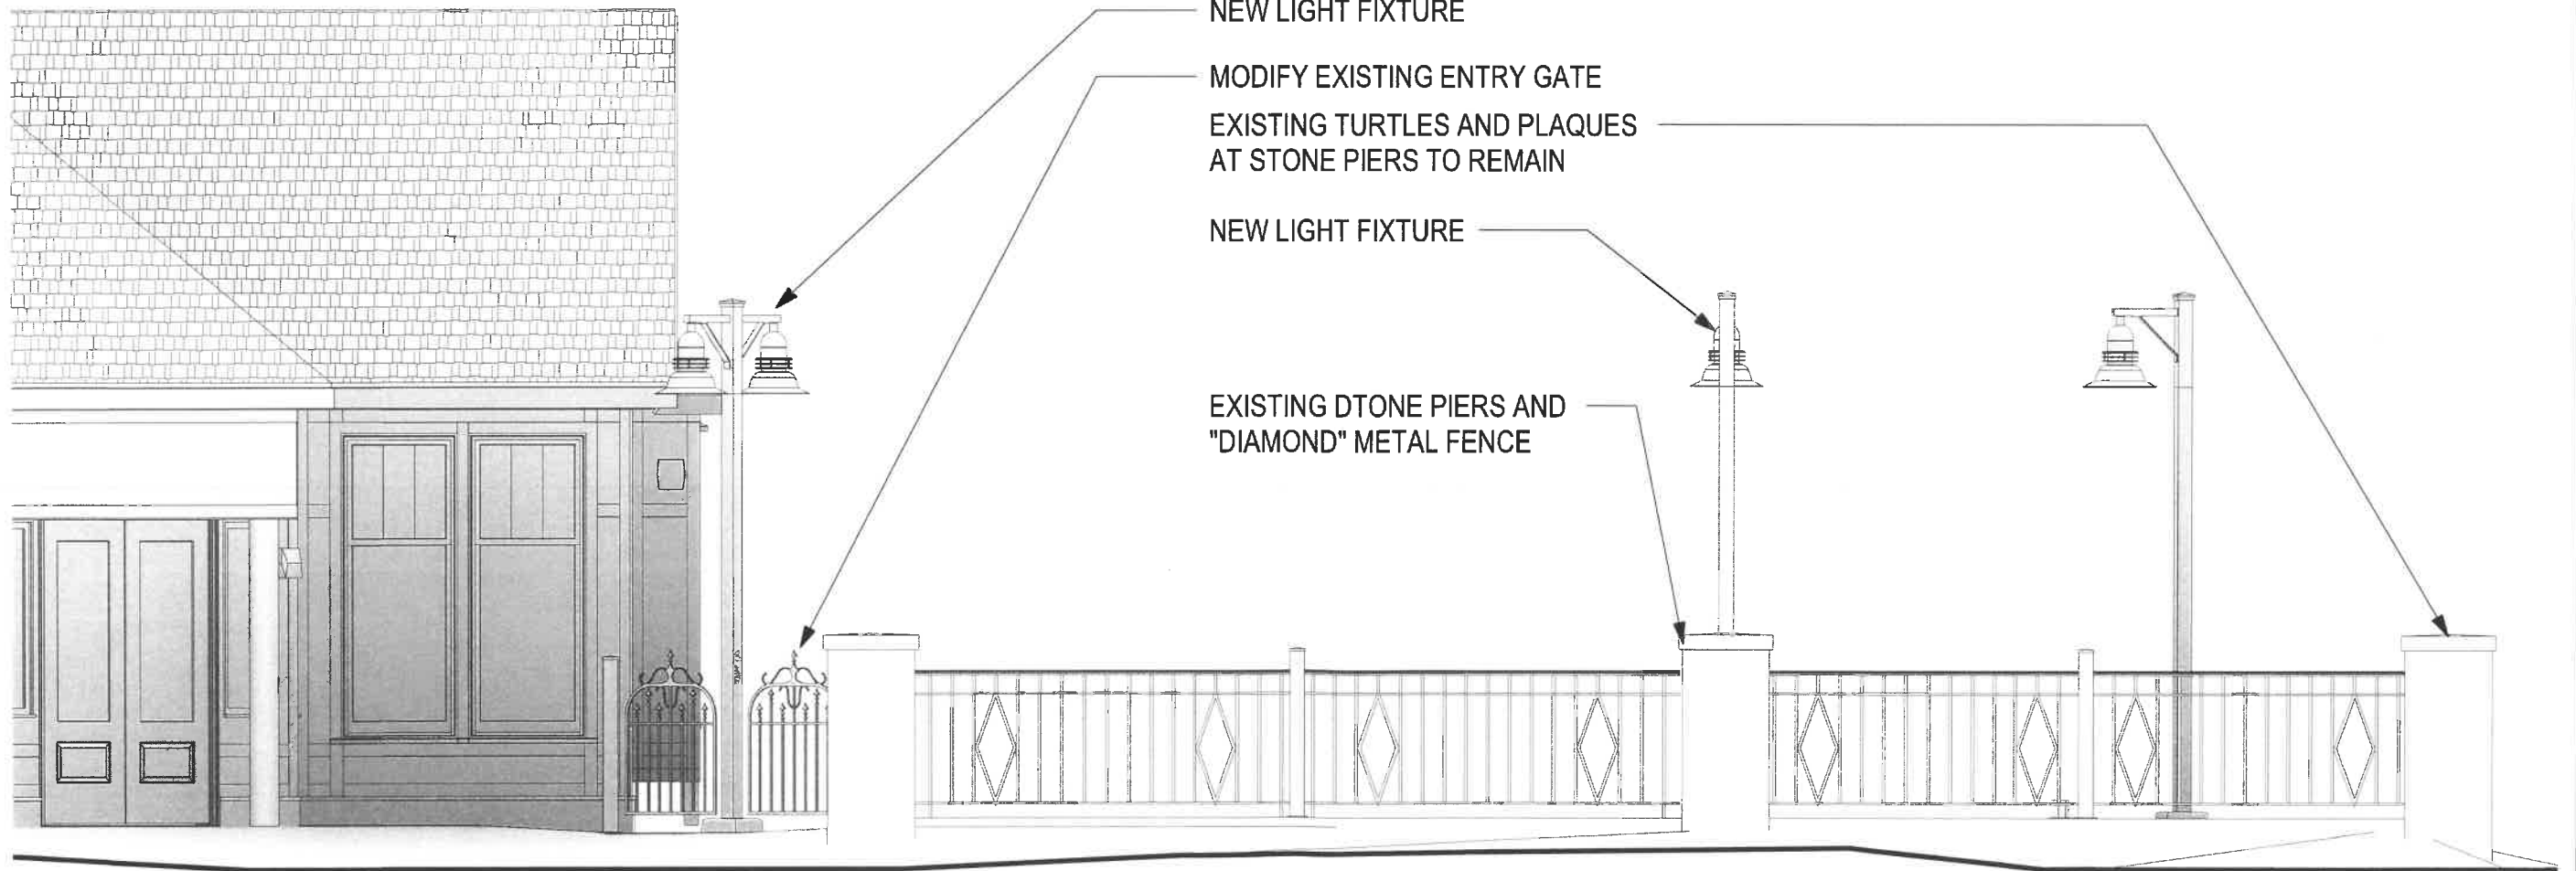 NEW LIGHT FIXTURE
MODIFY EXISTING ENTRY GATE
EXISTING TURTLES AND PLAQUES
AT STONE PIERS TO REMAIN
NEW LIGHT FIXTURE
EXISTING DTONE PIERS AND
"DIAMOND" METAL FENCE